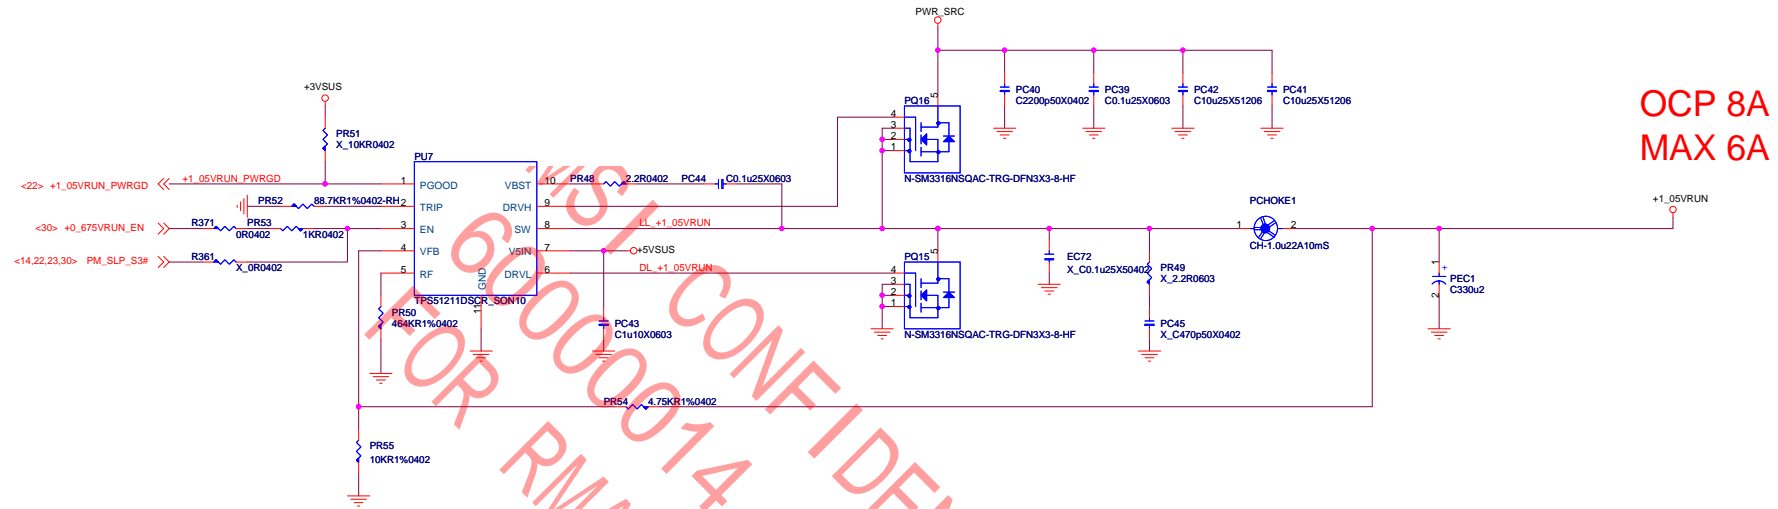 PWR_SRC
+3VSUS
PR51
X_10KR0402
PQ16
5
4
3
2
1
N-SM3316NSQAC-TRG-DFN3X3-8-HF
PC40
C2200p50X0402
PC39
C0.1u25X0603
PC42
C10u25X51206
PC41
C10u25X51206
OCP 8A
MAX 6A
PU7
<22> +1_05VRUN_PWRGD
+1_05VRUN_PWRGD
1 PGOOD
VBST 10
PR48 2.2R0402
PC44 C0.1u25X0603
PR52 88.7KR1%0402-RH
2 TRIP
DRVH 9
<30> +0_675VRUN_EN
R371
0R0402
PR53
1KR0402
3 EN
SW 8
LL_+1_05VRUN
PCHOKE1
1 2
CH-1.0u22A10mS
+1_05VRUN
4 VFB
V5IN 7
+5VSUS
<14,22,23,30> PM_SLP_S3#
R361
X_0R0402
5 RF
DRVL 6
DL_+1_05VRUN
GND
11
TPS51211DSCR_SON10
PR50
464KR1%0402
PC43
C1u10X0603
PQ15
5
4
3
2
1
N-SM3316NSQAC-TRG-DFN3X3-8-HF
EC72
X_C0.1u25X50402
PR49
X_2.2R0603
PC45
X_C470p50X0402
1
+
2
PEC1
C330u2
PR54 4.75KR1%0402
PR55
10KR1%0402
MSI CONFIDEN
60000014
FOR RMA